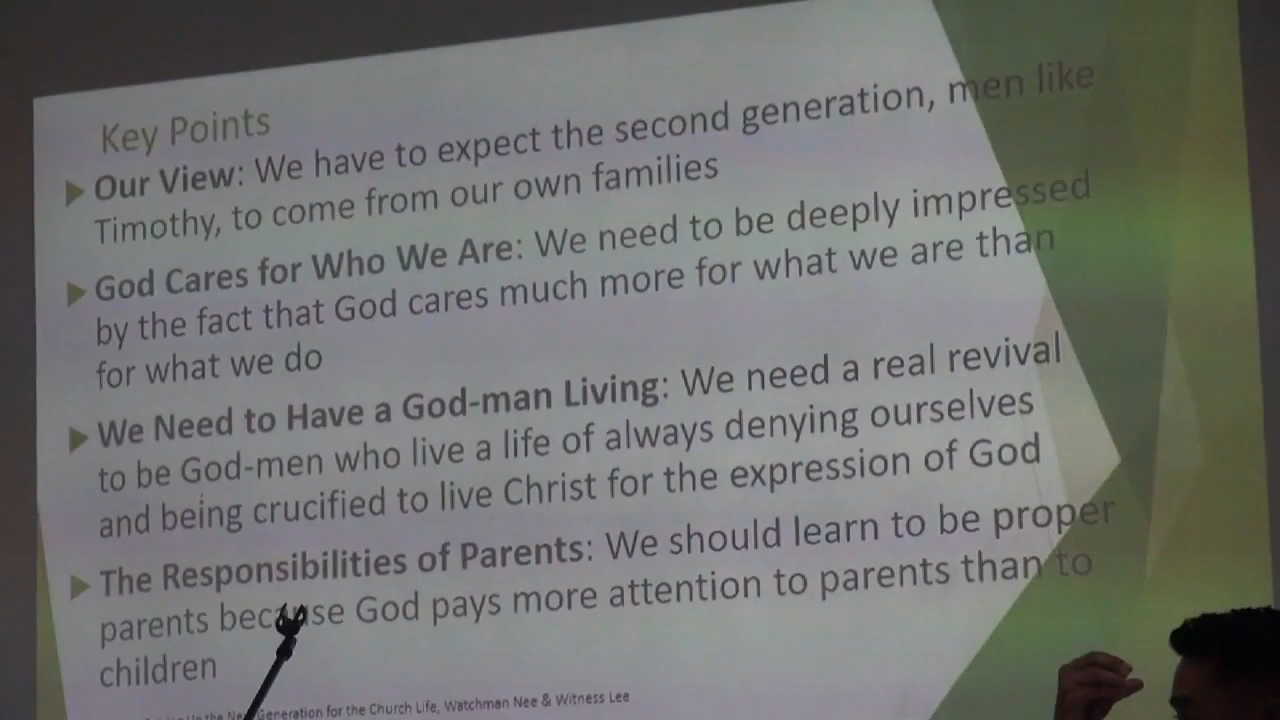 Key Points
Our View: We have to expect the second generation, men like
Timothy, to come from our own families
God Cares for Who We Are: We need to be deeply impressed
by the fact that God cares much more for what we are than
for what we do
We Need to Have a God-man Living: We need a real revival
to be God-men who live a life of always denying ourselves
and being crucified to live Christ for the expression of God
The Responsibilities of Parents: We should learn to be proper
parents because God pays more attention to parents than to
children
Up the Generation for the Church Life, Watchman Nee & Witness Lee